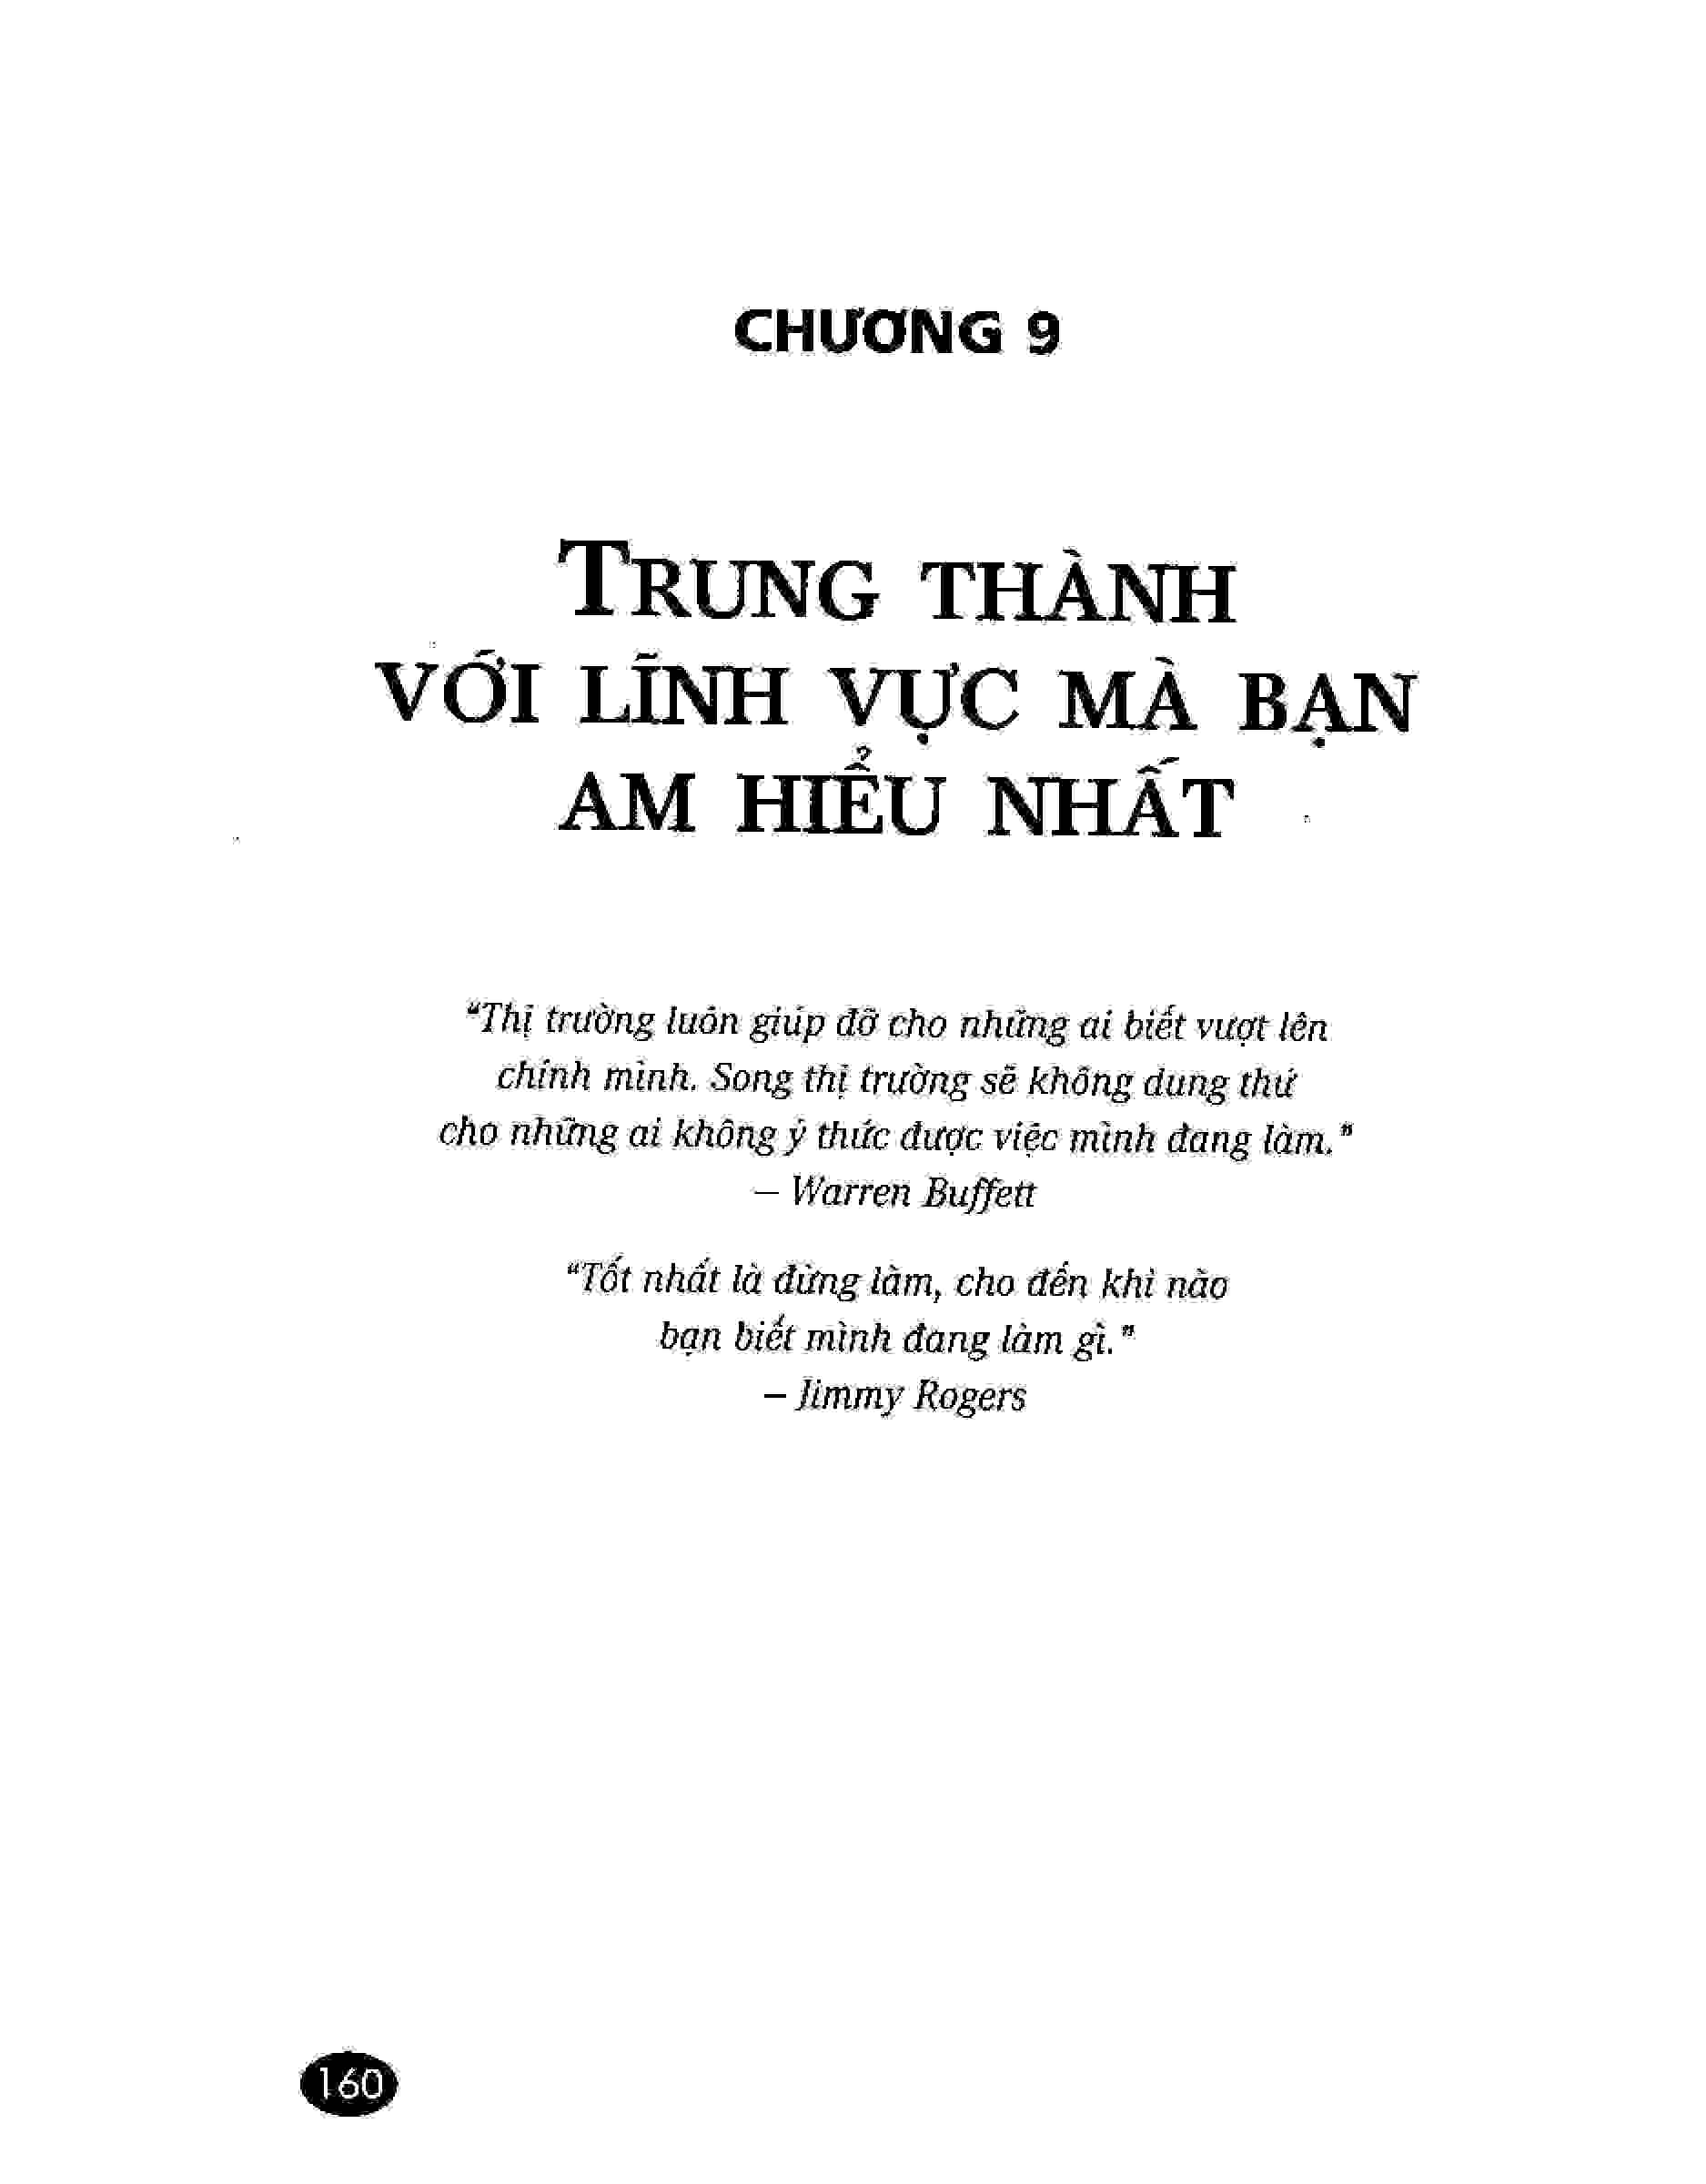 CHƯƠNG 9
TRUNG THÀNH
VỚI LĨNH VỰC MÀ BẠN
AM HIỂU NHẤT
“Thị trường luôn giúp đỡ cho những ai biết vượt lên
chính mình. Song thị trường sẽ không dung thứ
cho những ai không ý thức được việc mình đang làm.”
– Warren Buffett
“Tốt nhất là đừng làm, cho đến khi nào
bạn biết mình đang làm gì.”
– Jimmy Rogers
160